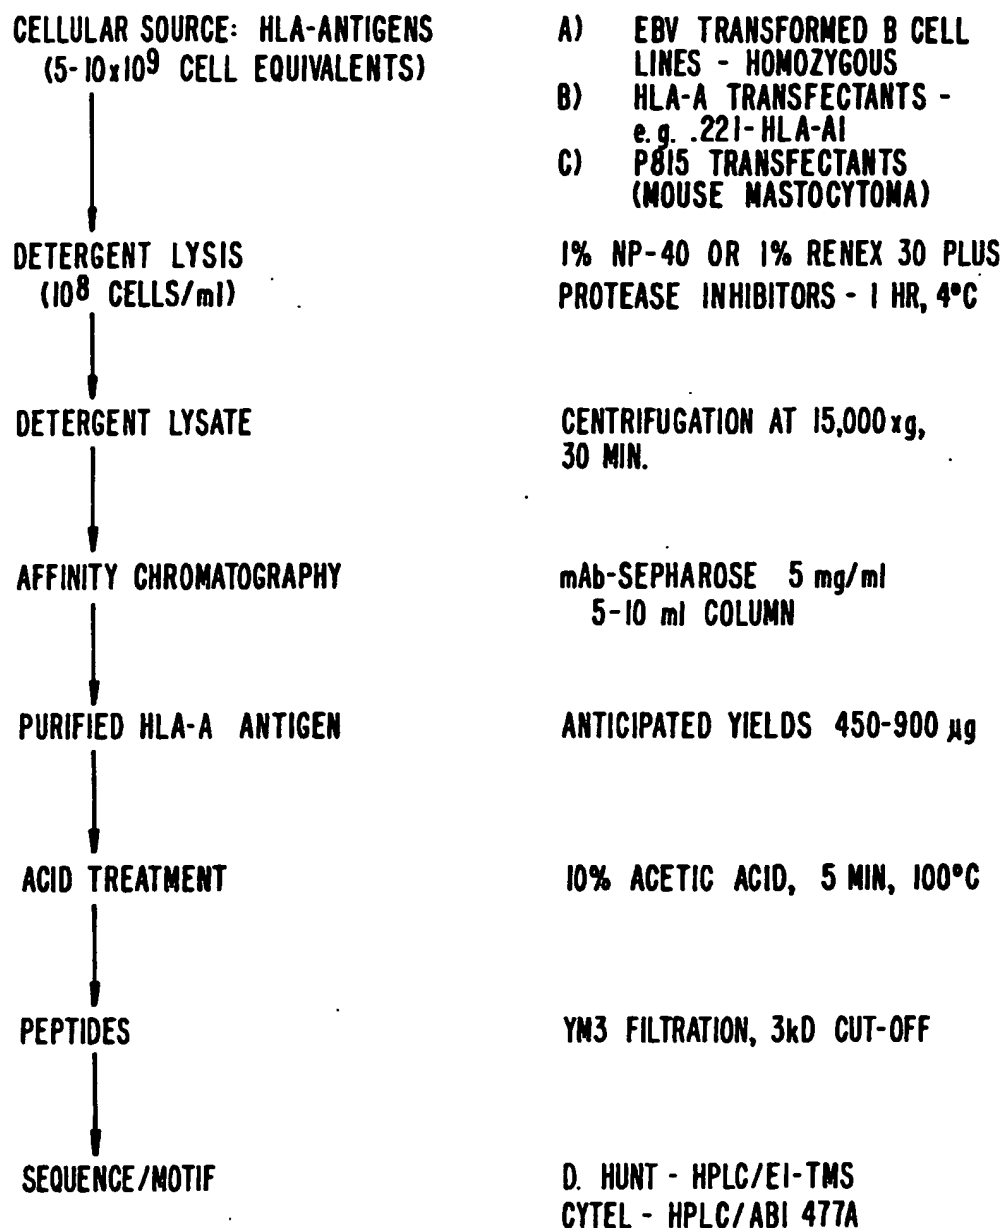 CELLULAR SOURCE: HLA-ANTIGENS
(5-10x10⁹ CELL EQUIVALENTS)
A) EBV TRANSFORMED B CELL
LINES - HOMOZYGOUS
B) HLA-A TRANSFECTANTS -
e.g. .221-HLA-A1
C) P815 TRANSFECTANTS
(MOUSE MASTOCYTOMA)
DETERGENT LYSIS
(10⁸ CELLS/ml)
1% NP-40 OR 1% RENEX 30 PLUS
PROTEASE INHIBITORS - 1 HR, 4°C
DETERGENT LYSATE
CENTRIFUGATION AT 15,000xg,
30 MIN.
AFFINITY CHROMATOGRAPHY
mAb-SEPHAROSE 5 mg/ml
5-10 ml COLUMN
PURIFIED HLA-A ANTIGEN
ANTICIPATED YIELDS 450-900 µg
ACID TREATMENT
10% ACETIC ACID, 5 MIN, 100°C
PEPTIDES
YM3 FILTRATION, 3kD CUT-OFF
SEQUENCE/MOTIF
D. HUNT - HPLC/EI-TMS
CYTEL - HPLC/ABI 477A